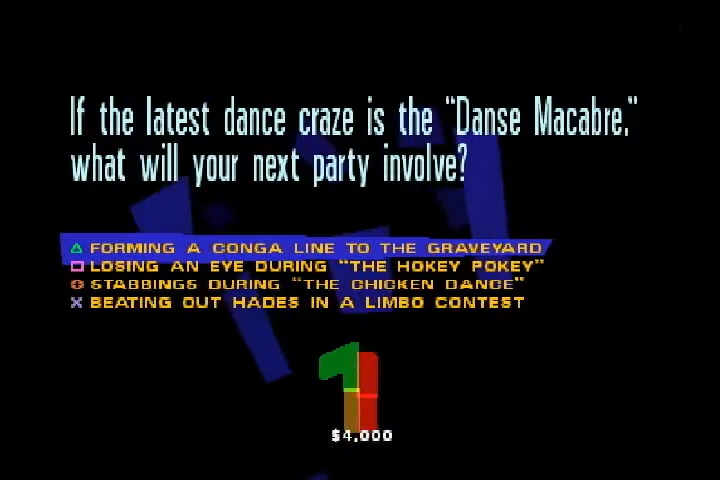 If the latest dance craze is the "Danse Macabre,"
what will your next party involve?
△ FORMING A CONGA LINE TO THE GRAVEYARD
□ LOSING AN EYE DURING "THE HOKEY POKEY"
○ STABBINGS DURING "THE CHICKEN DANCE"
X BEATING OUT HADES IN A LIMBO CONTEST
1
$4,000